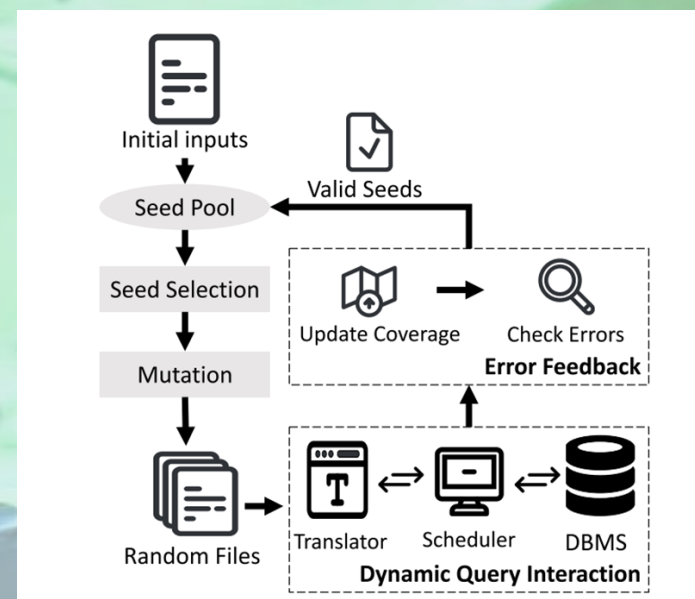 Initial inputs
Valid Seeds
Seed Pool
Seed Selection
Update Coverage
Check Errors
Error Feedback
Mutation
T
Random Files
Translator
Scheduler
DBMS
Dynamic Query Interaction